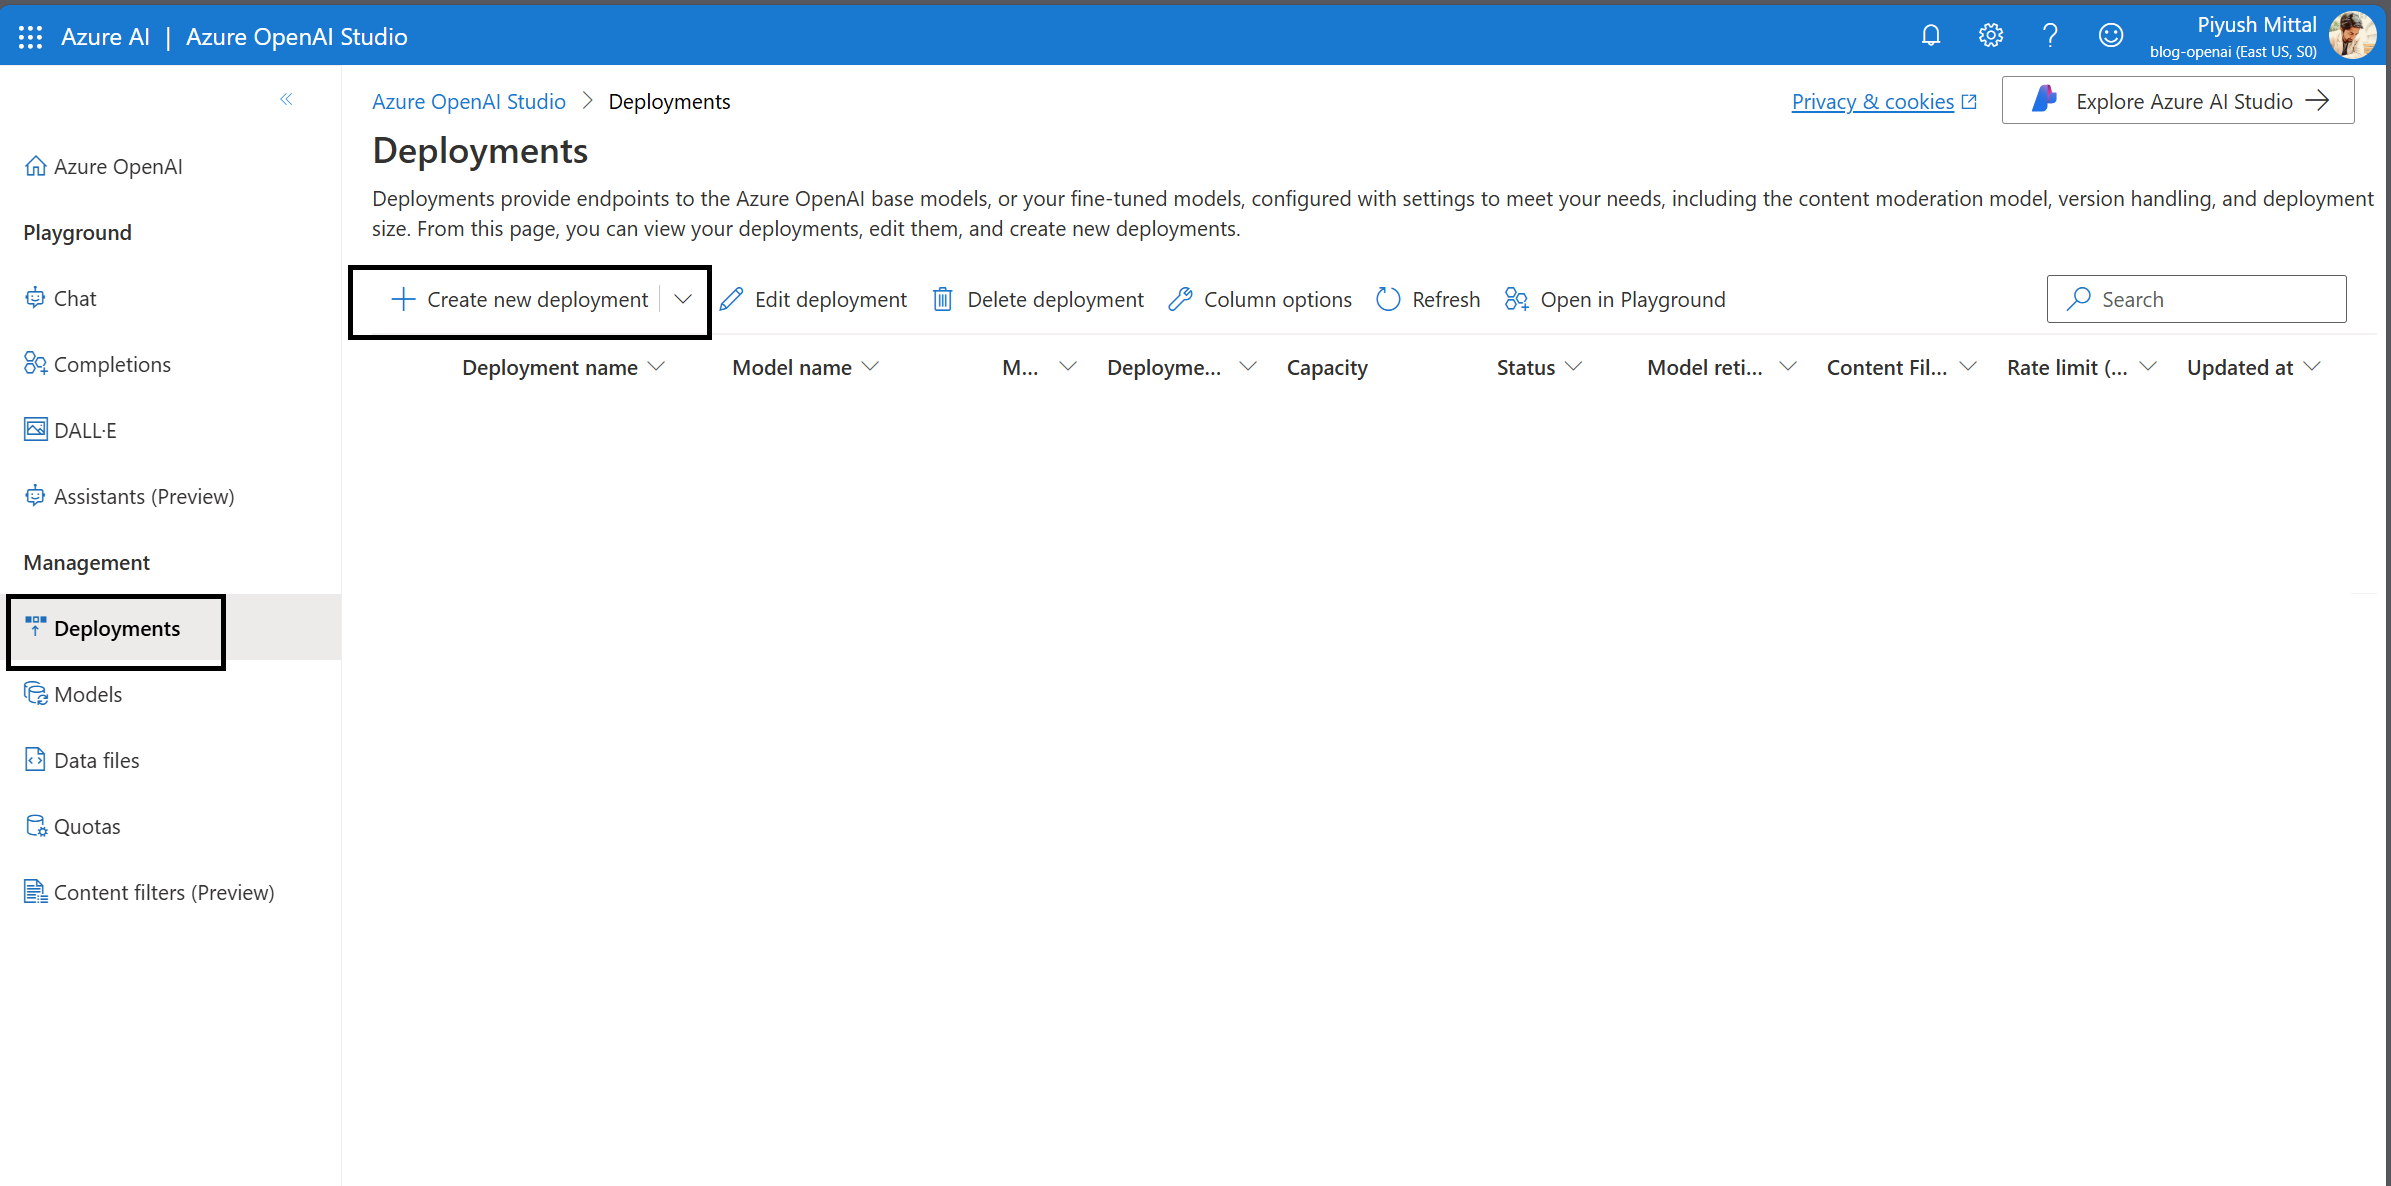 Azure AI | Azure OpenAI Studio
Piyush Mittal
blog-openai (East US, S0)
Azure OpenAI Studio > Deployments
Privacy & cookies
Explore Azure AI Studio
Deployments
Deployments provide endpoints to the Azure OpenAI base models, or your fine-tuned models, configured with settings to meet your needs, including the content moderation model, version handling, and deployment
size. From this page, you can view your deployments, edit them, and create new deployments.
Create new deployment
Edit deployment
Delete deployment
Column options
Refresh
Open in Playground
Search
Deployment name
Model name
M...
Deployme...
Capacity
Status
Model reti...
Content Fil...
Rate limit (...
Updated at
Azure OpenAI
Playground
Chat
Completions
DALL·E
Assistants (Preview)
Management
Deployments
Models
Data files
Quotas
Content filters (Preview)